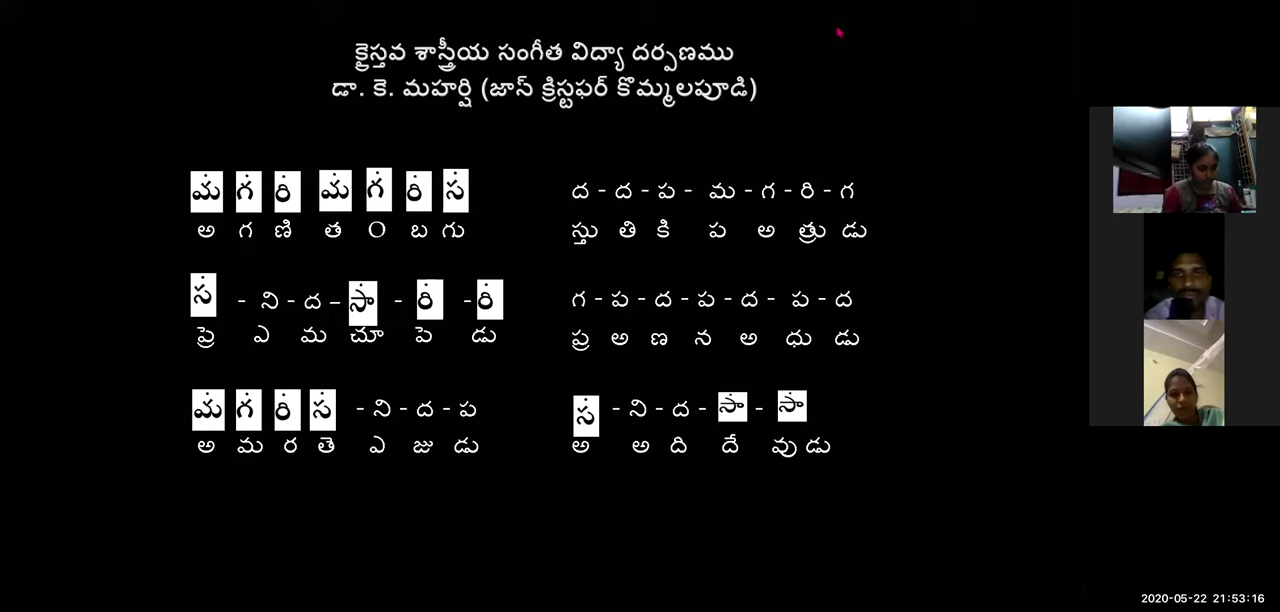 క్రైస్తవ శాస్త్రీయ సంగీత విద్యా దర్పణము
డా. కె. మహర్షి (జాస్ క్రిస్టఫర్ కొమ్మలపూడి)
మ̇ గ̇ రి̇ మ̇ గ̇ రి̇ స̇
అ గ ణి త ం బ గు
స̇ - ని - ద – సా̇ - రి̇ - రి̇
ప్రె ఎ మ చూ పె డు
మ̇ గ̇ రి̇ స̇ - ని - ద - ప
అ మ ర తె ఎ జు డు
ద - ద - ప - మ - గ - రి - గ
స్తు తి కి ప అ త్రు డు
గ - ప - ద - ప - ద - ప - ద
ప్ర అ ణ న అ ధు డు
స̇ - ని - ద - సా̇ - సా̇
అ అ ది దే వు డు
2020-05-22 21:53:16